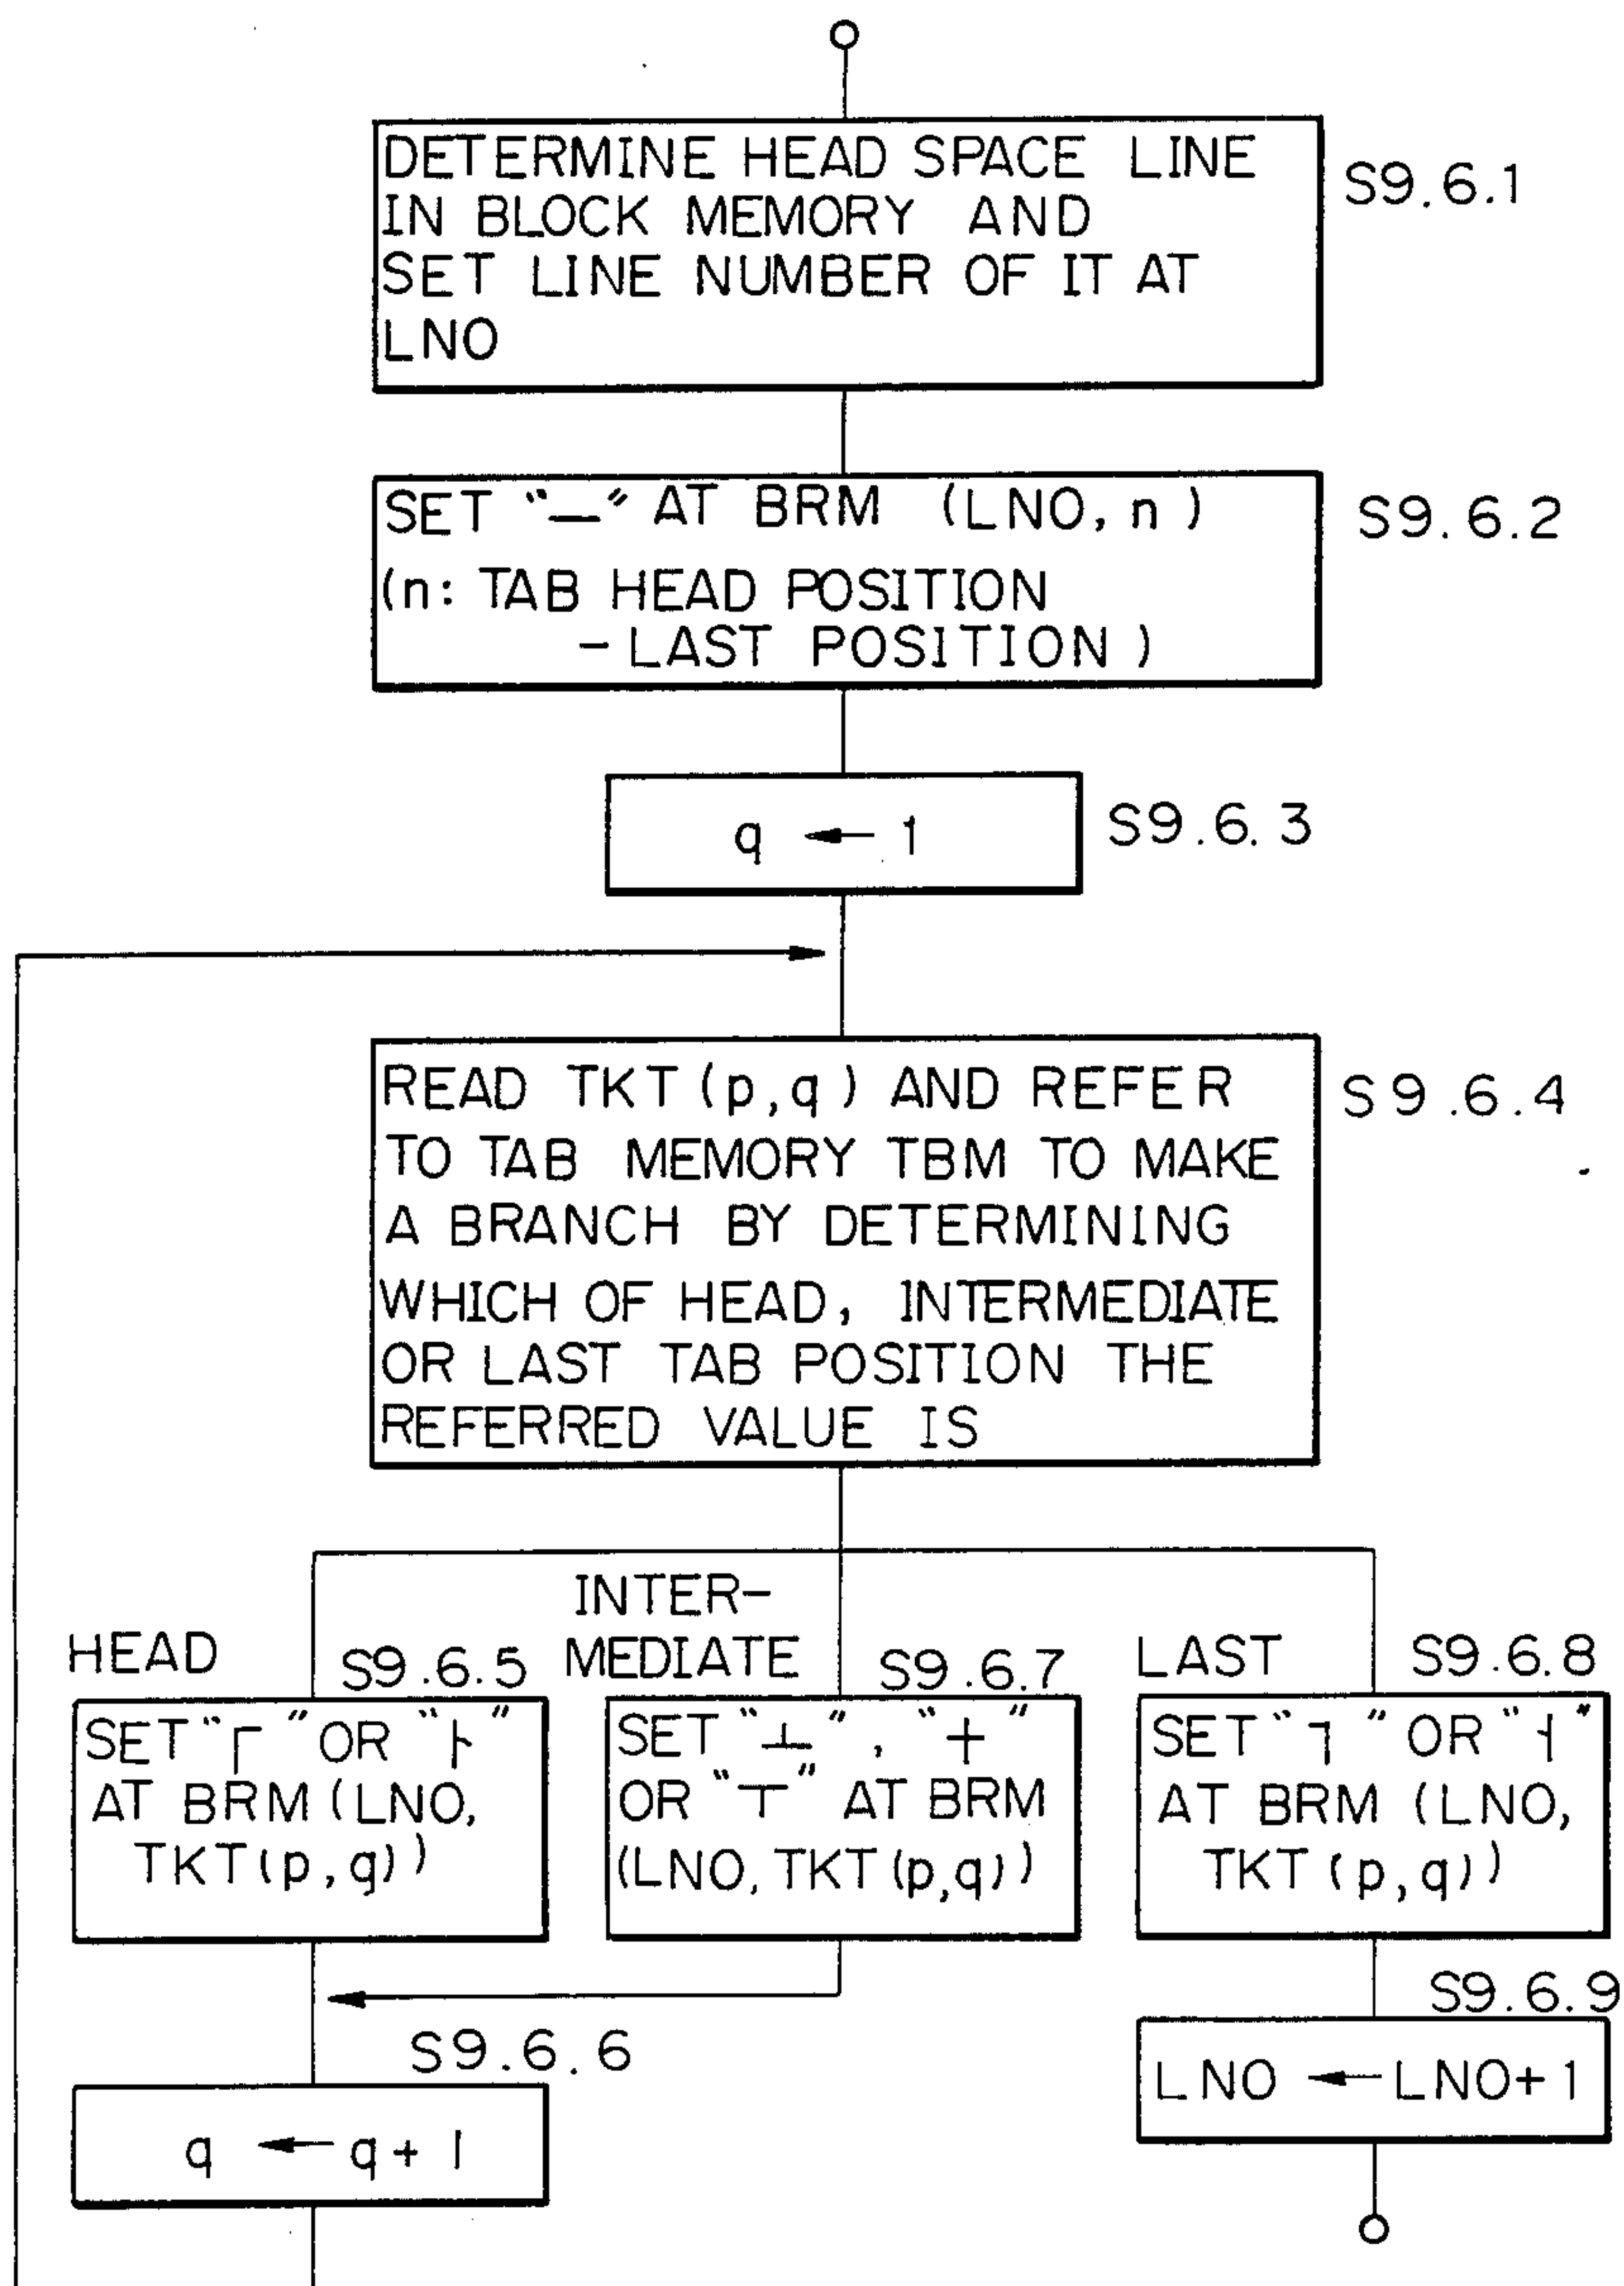 DETERMINE HEAD SPACE LINE
IN BLOCK MEMORY AND
SET LINE NUMBER OF IT AT
LNO
S9.6.1
SET “—” AT BRM (LNO, n)
(n: TAB HEAD POSITION
-LAST POSITION)
S9.6.2
q ← 1
S9.6.3
READ TKT(p,q) AND REFER
TO TAB MEMORY TBM TO MAKE
A BRANCH BY DETERMINING
WHICH OF HEAD, INTERMEDIATE
OR LAST TAB POSITION THE
REFERRED VALUE IS
S9.6.4
HEAD
S9.6.5
SET “┌” OR “├”
AT BRM(LNO,
TKT(p,q))
INTER-
MEDIATE
S9.6.7
SET “┴”, “┼”
OR “┬” AT BRM
(LNO,TKT(p,q))
LAST
S9.6.8
SET “┐” OR “┤”
AT BRM (LNO,
TKT(p,q))
S9.6.6
q ← q+1
S9.6.9
LNO ← LNO+1